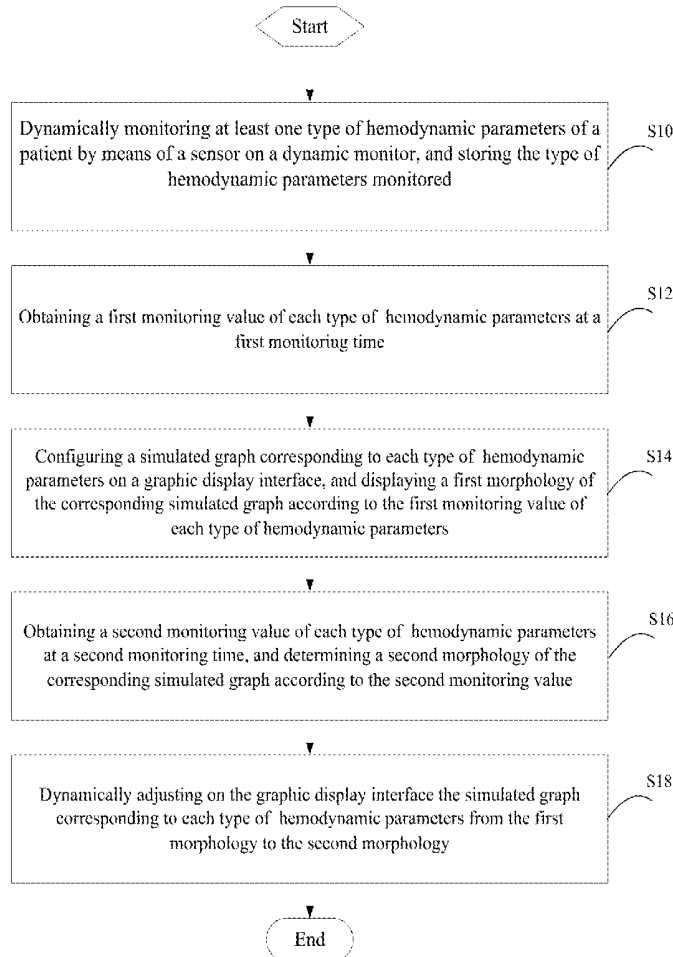 Start
Dynamically monitoring at least one type of hemodynamic parameters of a
patient by means of a sensor on a dynamic monitor, and storing the type of
hemodynamic parameters monitored
S10
Obtaining a first monitoring value of each type of hemodynamic parameters at a
first monitoring time
S12
Configuring a simulated graph corresponding to each type of hemodynamic
parameters on a graphic display interface, and displaying a first morphology of
the corresponding simulated graph according to the first monitoring value of
each type of hemodynamic parameters
S14
Obtaining a second monitoring value of each type of hemodynamic parameters
at a second monitoring time, and determining a second morphology of the
corresponding simulated graph according to the second monitoring value
S16
Dynamically adjusting on the graphic display interface the simulated graph
corresponding to each type of hemodynamic parameters from the first
morphology to the second morphology
S18
End